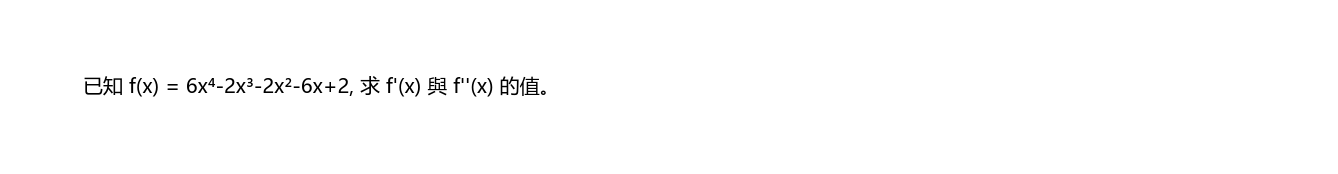 已知 f(x) = 6x⁴-2x³-2x²-6x+2, 求 f'(x) 與 f''(x) 的值。